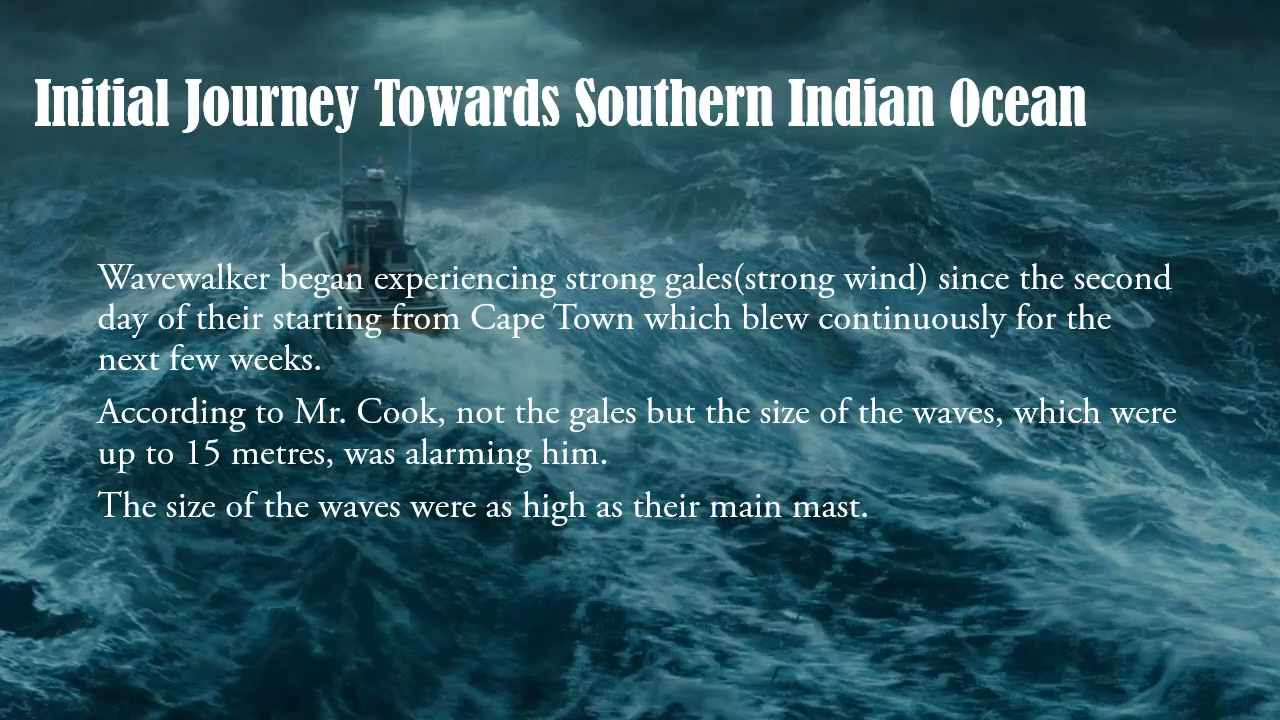 Initial Journey Towards Southern Indian Ocean
Wavewalker began experiencing strong gales(strong wind) since the second
day of their starting from Cape Town which blew continuously for the
next few weeks.
According to Mr. Cook, not the gales but the size of the waves, which were
up to 15 metres, was alarming him.
The size of the waves were as high as their main mast.